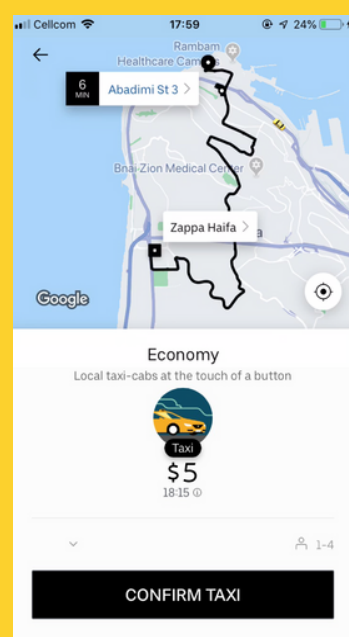 Cellcom
17:59
24%
Rambam
Healthcare Cam
6
MIN
Abadimi St 3
Bnai Zion Medical Center
Zappa Haifa
a
Google
Economy
Local taxi-cabs at the touch of a button
Taxi
$5
18:15
1-4
CONFIRM TAXI